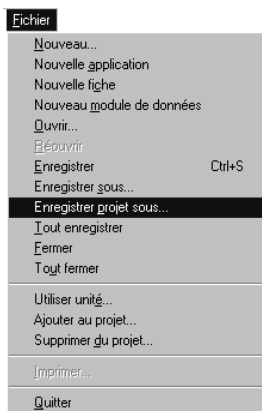 Fichier
Nouveau...
Nouvelle application
Nouvelle fiche
Nouveau module de données
Ouvrir...
Réouvrir
Enregistrer Ctrl+S
Enregistrer sous...
Enregistrer projet sous...
Tout enregistrer
Fermer
Tout fermer
Utiliser unité...
Ajouter au projet...
Supprimer du projet...
Imprimer...
Quitter